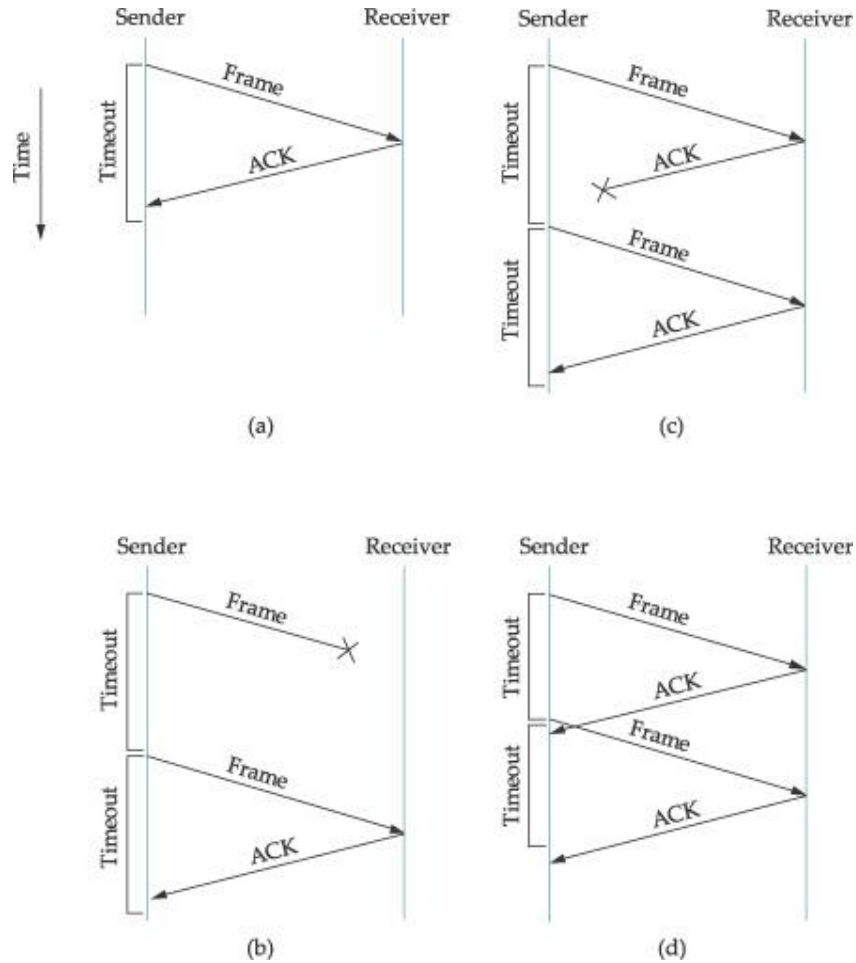 Sender Receiver
Time
Timeout
Frame
ACK
(a)
Sender Receiver
Timeout
Frame
ACK
Timeout
Frame
ACK
(c)
Sender Receiver
Timeout
Frame
Timeout
Frame
ACK
(b)
Sender Receiver
Timeout
Frame
ACK
Timeout
Frame
ACK
(d)